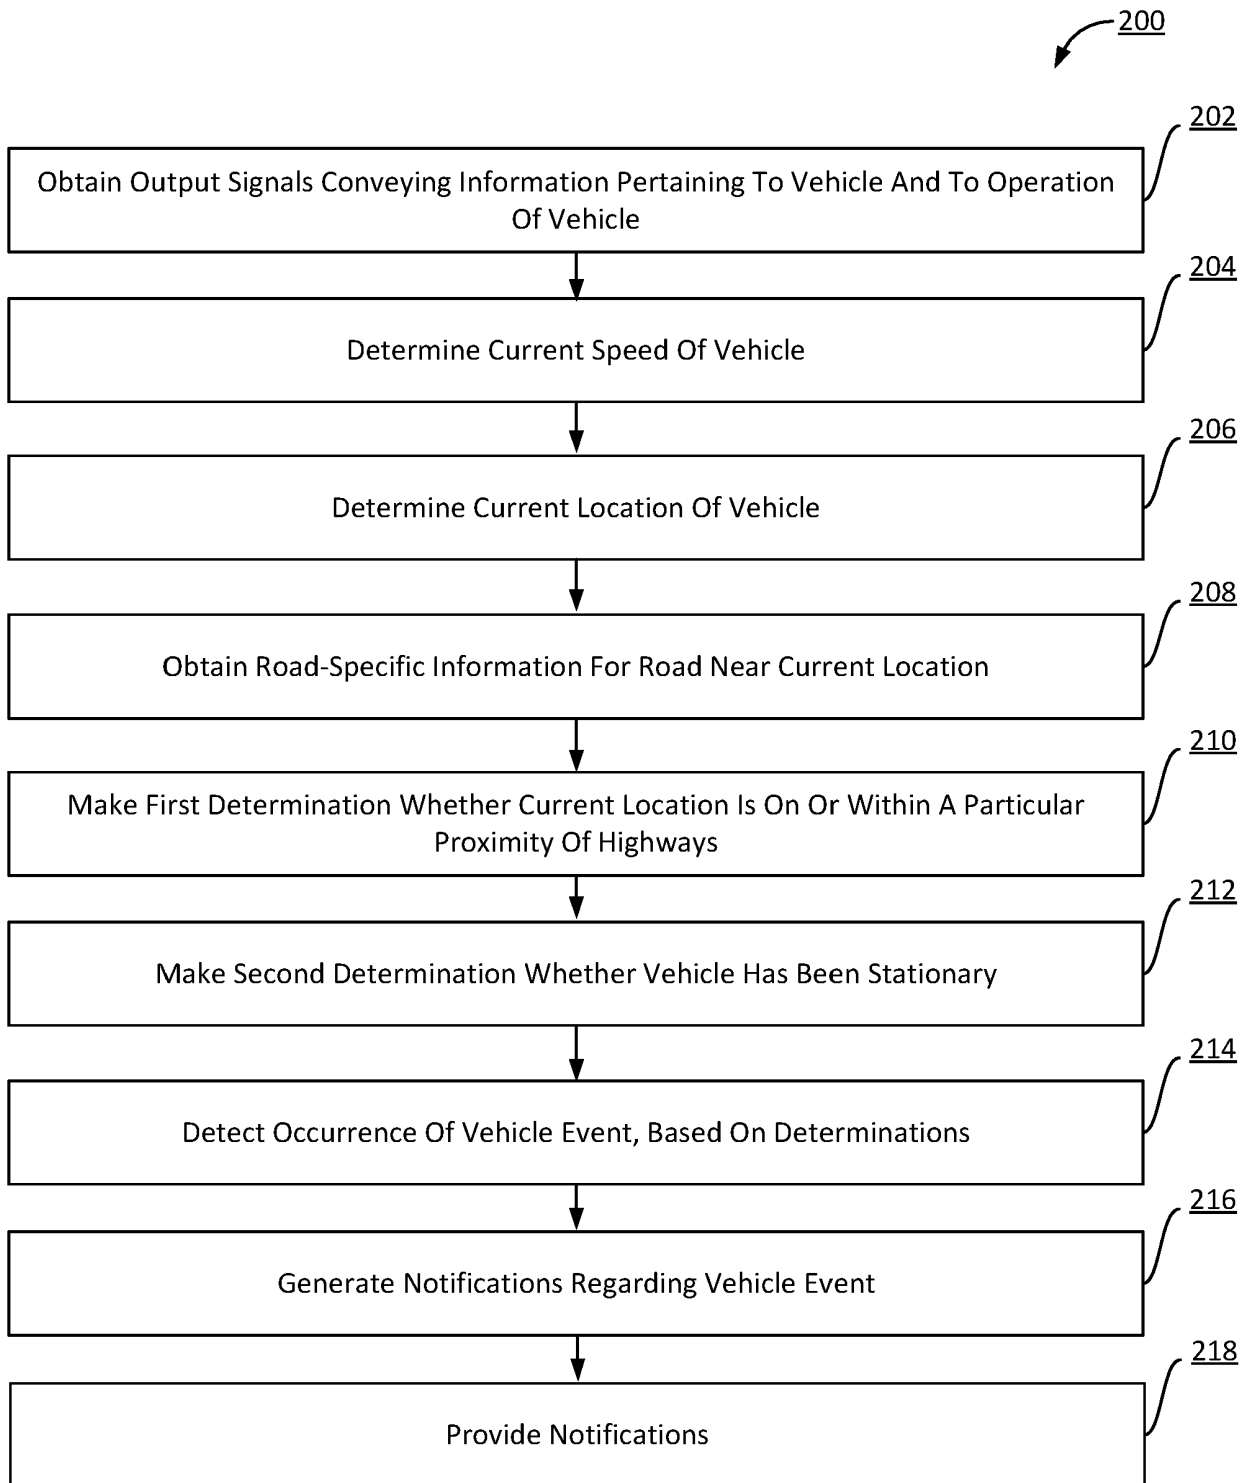 200
202
Obtain Output Signals Conveying Information Pertaining To Vehicle And To Operation
Of Vehicle
204
Determine Current Speed Of Vehicle
206
Determine Current Location Of Vehicle
208
Obtain Road-Specific Information For Road Near Current Location
210
Make First Determination Whether Current Location Is On Or Within A Particular
Proximity Of Highways
212
Make Second Determination Whether Vehicle Has Been Stationary
214
Detect Occurrence Of Vehicle Event, Based On Determinations
216
Generate Notifications Regarding Vehicle Event
218
Provide Notifications